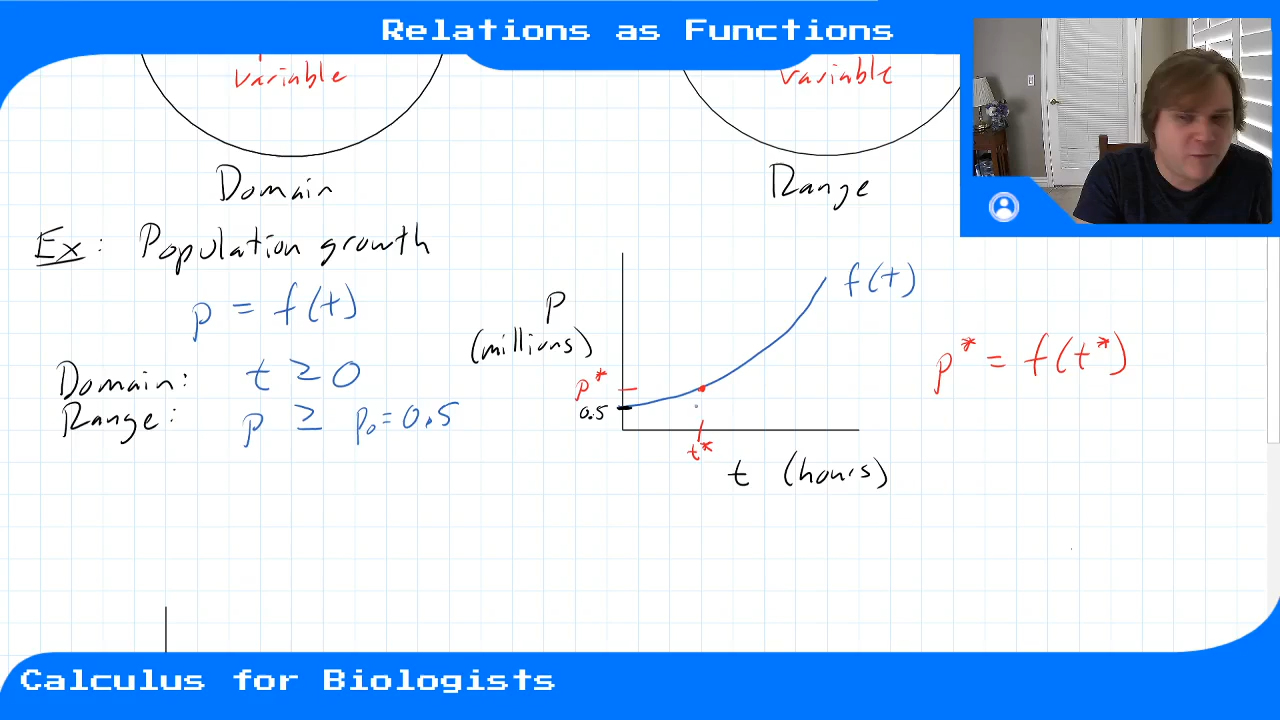 Relations as Functions
variable
variable
Domain
Range
Ex: Population growth
p = f(t)
Domain: t ≥ 0
Range: p ≥ p₀ = 0.5
P
(millions)
f(t)
p*
0.5
t*
t (hours)
p* = f(t*)
Calculus for Biologists